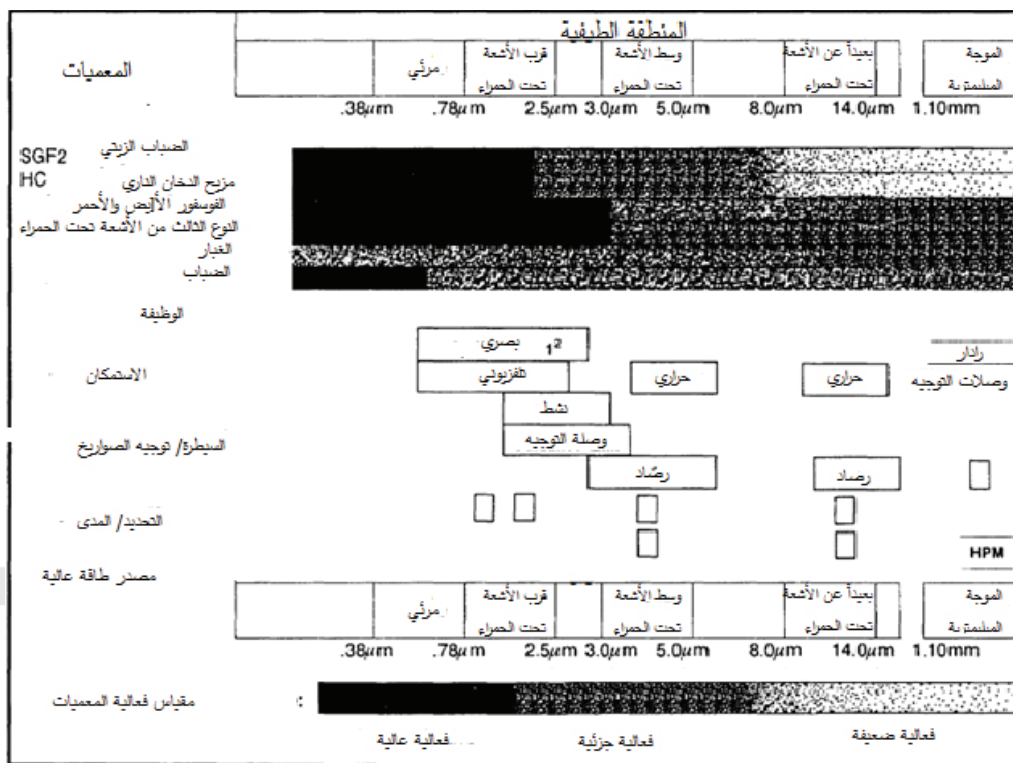 المنطقة الطيفية
المعميات
مرئي
قرب الأشعة
تحت الحمراء
وسط الأشعة
تحت الحمراء
بعيداً عن الأشعة
تحت الحمراء
الموجة
المليمترية
.38µm .78µm 2.5µm 3.0µm 5.0µm 8.0µm 14.0µm 1.10mm
الضباب الزيتي SGF2
HC مزيج الدخان الداري
الفوسفور الأبيض والأحمر
النوع الثالث من الأشعة تحت الحمراء
الغبار
الضباب
الوظيفة
بصري 1²
رادار
الاستمكان
تلفزيوني
حراري
حراري
وصلات التوجيه
نشط
السيطرة/ توجيه الصواريخ
وصلة التوجيه
رصّاد
رصاد
التحديد/ المدى
HPM
مصدر طاقة عالية
مرئي
قرب الأشعة
تحت الحمراء
وسط الأشعة
تحت الحمراء
بعيداً عن الأشعة
تحت الحمراء
الموجة
المليمترية
.38µm .78µm 2.5µm 3.0µm 5.0µm 8.0µm 14.0µm 1.10mm
مقياس فعالية المعميات :
فعالية عالية
فعالية جزئية
فعالية ضعيفة